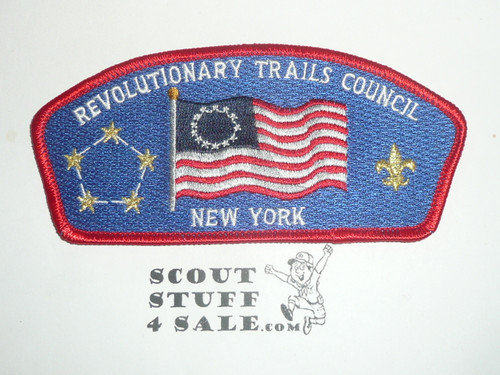 REVOLUTIONARY TRAILS COUNCIL
NEW YORK
SCOUT
STUFF
4 SALE.com